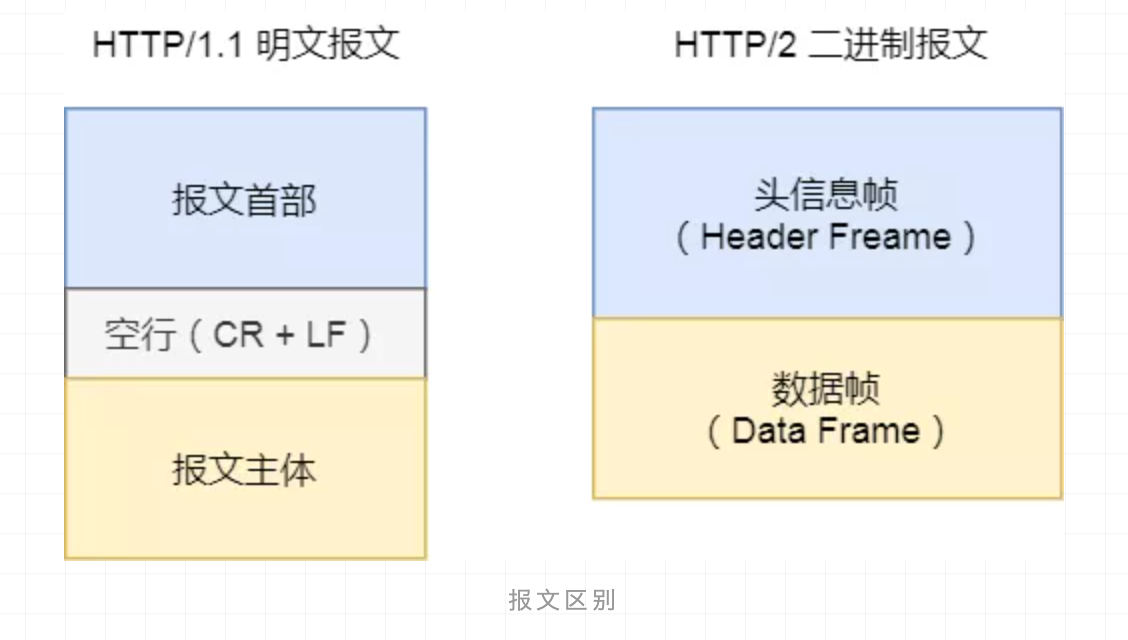 HTTP/1.1 明文报文
报文首部
空行（CR + LF）
报文主体
HTTP/2 二进制报文
头信息帧
（Header Freame）
数据帧
（Data Frame）
报文区别